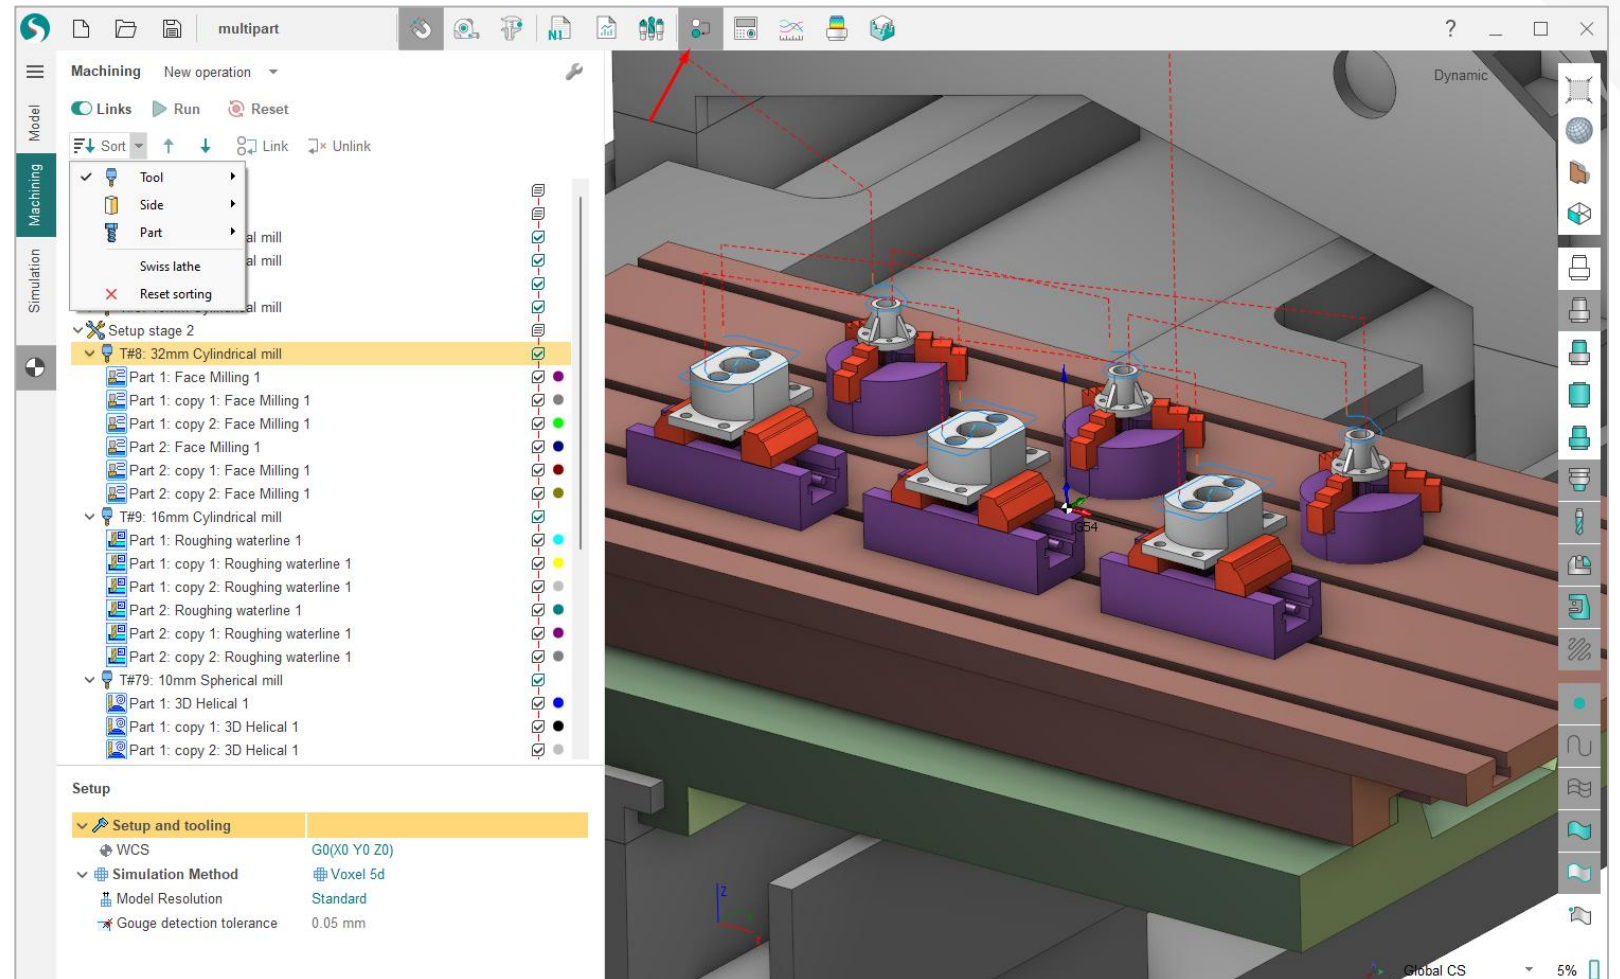 multipart
?
Machining New operation
Links Run Reset
Sort Link Unlink
Model
Machining
Simulation
Tool
Side
Part
Swiss lathe
Reset sorting
al mill
al mill
al mill
Setup stage 2
T#8: 32mm Cylindrical mill
Part 1: Face Milling 1
Part 1: copy 1: Face Milling 1
Part 1: copy 2: Face Milling 1
Part 2: Face Milling 1
Part 2: copy 1: Face Milling 1
Part 2: copy 2: Face Milling 1
T#9: 16mm Cylindrical mill
Part 1: Roughing waterline 1
Part 1: copy 1: Roughing waterline 1
Part 1: copy 2: Roughing waterline 1
Part 2: Roughing waterline 1
Part 2: copy 1: Roughing waterline 1
Part 2: copy 2: Roughing waterline 1
T#79: 10mm Spherical mill
Part 1: 3D Helical 1
Part 1: copy 1: 3D Helical 1
Part 1: copy 2: 3D Helical 1
Setup
Setup and tooling
WCS G0(X0 Y0 Z0)
Simulation Method Voxel 5d
Model Resolution Standard
Gouge detection tolerance 0.05 mm
Dynamic
G54
Z
Global CS 5%